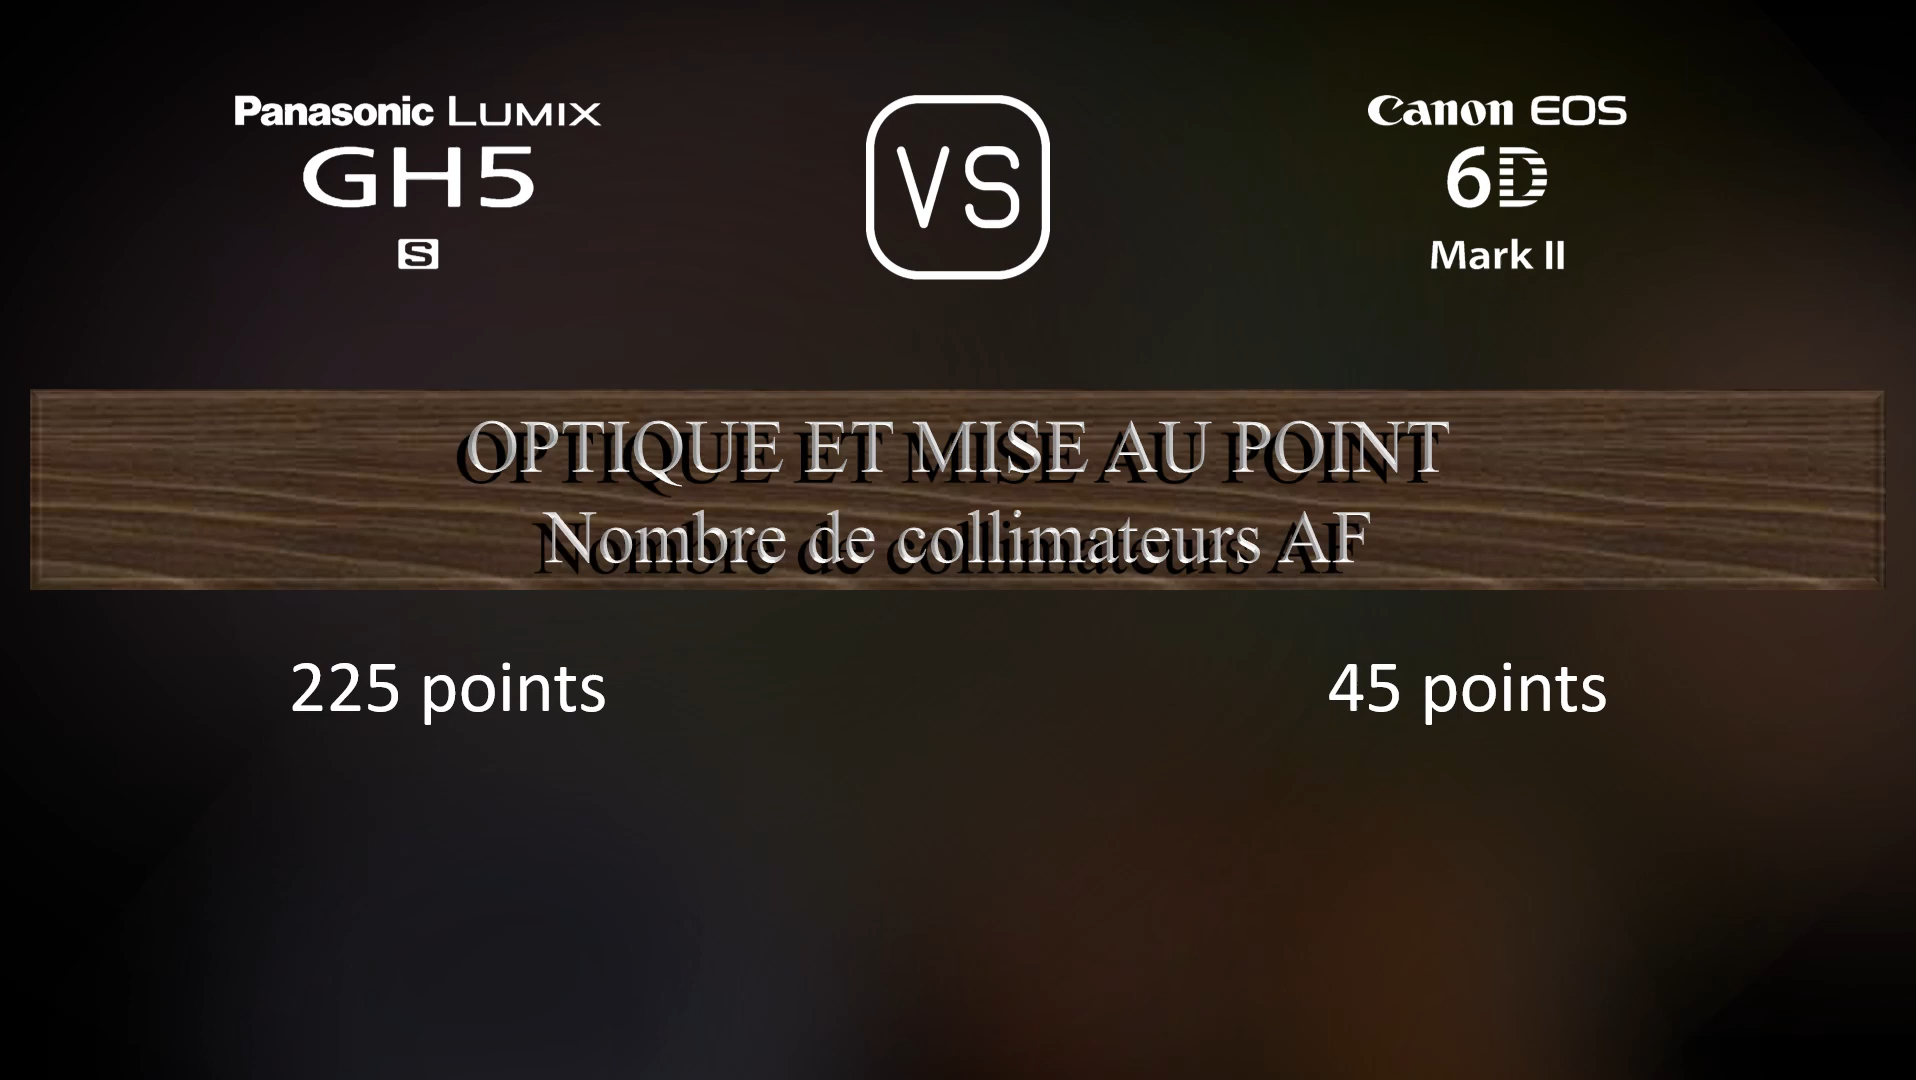 Panasonic LUMIX
GH5
S
VS
Canon EOS
6D
Mark II
OPTIQUE ET MISE AU POINT
Nombre de collimateurs AF
225 points
45 points